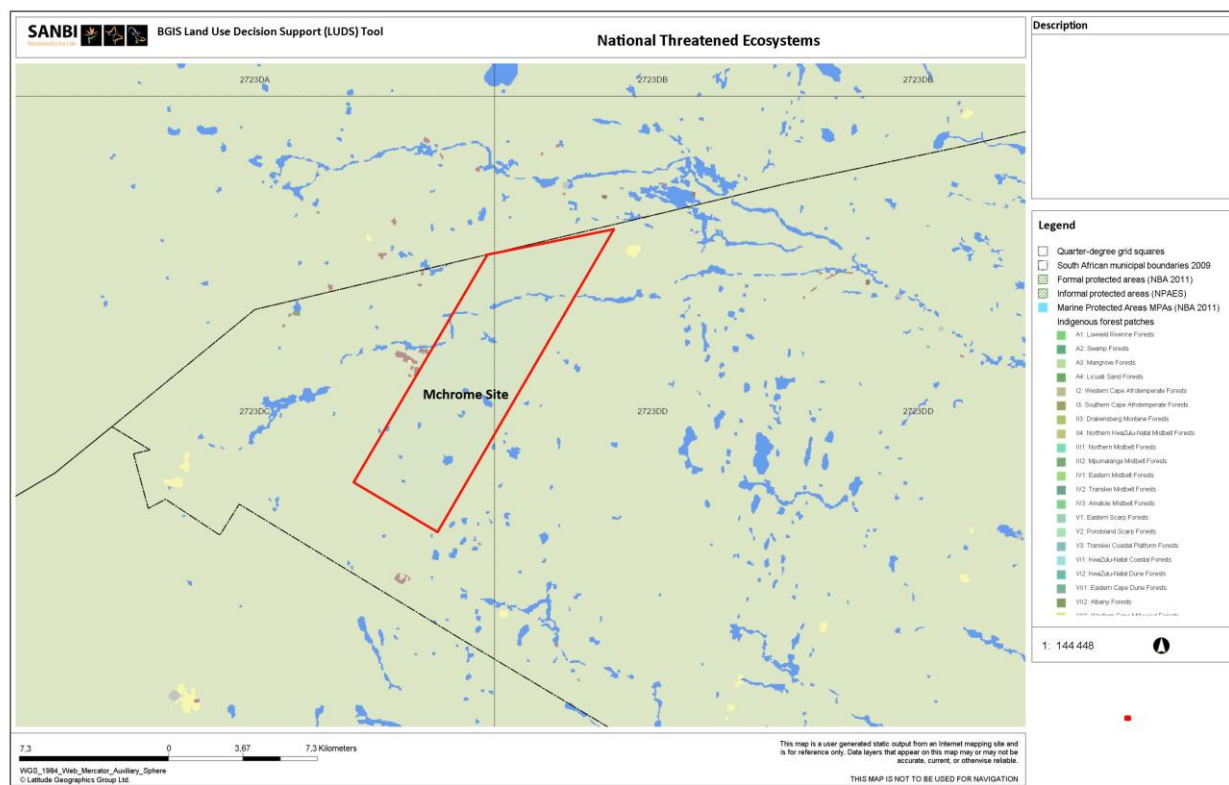 SANBI
Biodiversity for Life
BGIS Land Use Decision Support (LUDS) Tool
National Threatened Ecosystems
Description
2723DA
2723DB
2723DB
Mchrome Site
2723DC
2723DD
2723DD
Legend
Quarter-degree grid squares
South African municipal boundaries 2009
Formal protected areas (NBA 2011)
Informal protected areas (NPAES)
Marine Protected Areas MPAs (NBA 2011)
Indigenous forest patches
A1: Lowveld Riverine Forests
A2: Swamp Forests
A3: Mangrove Forests
A4: Licuati Sand Forests
I2: Western Cape Afrotemperate Forests
I3: Southern Cape Afrotemperate Forests
II3: Drakensberg Montane Forests
II4: Northern KwaZulu-Natal Mistbelt Forests
III1: Northern Mistbelt Forests
III2: Mpumalanga Mistbelt Forests
IV1: Eastern Mistbelt Forests
IV2: Transkei Mistbelt Forests
IV3: Amatole Mistbelt Forests
V1: Eastern Scarp Forests
V2: Pondoland Scarp Forests
V3: Transkei Coastal Platform Forests
VI1: KwaZulu-Natal Coastal Forests
VI2: KwaZulu-Natal Dune Forests
VII1: Eastern Cape Dune Forests
VII2: Albany Forests
1: 144 448
7,3 0 3,67 7,3 Kilometers
WGS_1984_Web_Mercator_Auxiliary_Sphere
© Latitude Geographics Group Ltd.
This map is a user generated static output from an Internet mapping site and
is for reference only. Data layers that appear on this map may or may not be
accurate, current, or otherwise reliable.
THIS MAP IS NOT TO BE USED FOR NAVIGATION